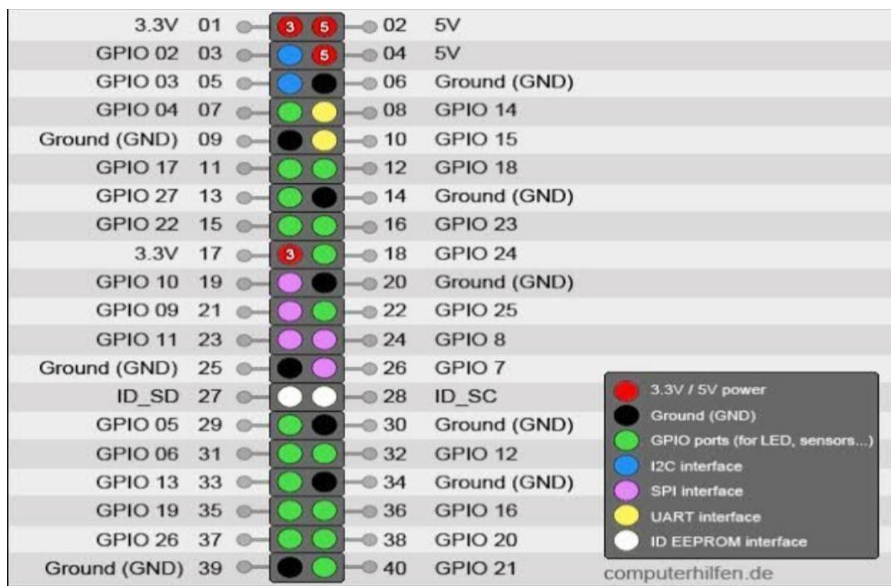 3.3V 01 3 5 02 5V
GPIO 02 03 5 04 5V
GPIO 03 05 06 Ground (GND)
GPIO 04 07 08 GPIO 14
Ground (GND) 09 10 GPIO 15
GPIO 17 11 12 GPIO 18
GPIO 27 13 14 Ground (GND)
GPIO 22 15 16 GPIO 23
3.3V 17 3 18 GPIO 24
GPIO 10 19 20 Ground (GND)
GPIO 09 21 22 GPIO 25
GPIO 11 23 24 GPIO 8
Ground (GND) 25 26 GPIO 7
ID_SD 27 28 ID_SC
GPIO 05 29 30 Ground (GND)
GPIO 06 31 32 GPIO 12
GPIO 13 33 34 Ground (GND)
GPIO 19 35 36 GPIO 16
GPIO 26 37 38 GPIO 20
Ground (GND) 39 40 GPIO 21
3.3V / 5V power
Ground (GND)
GPIO ports (for LED, sensors...)
I2C interface
SPI interface
UART interface
ID EEPROM interface
computerhilfen.de